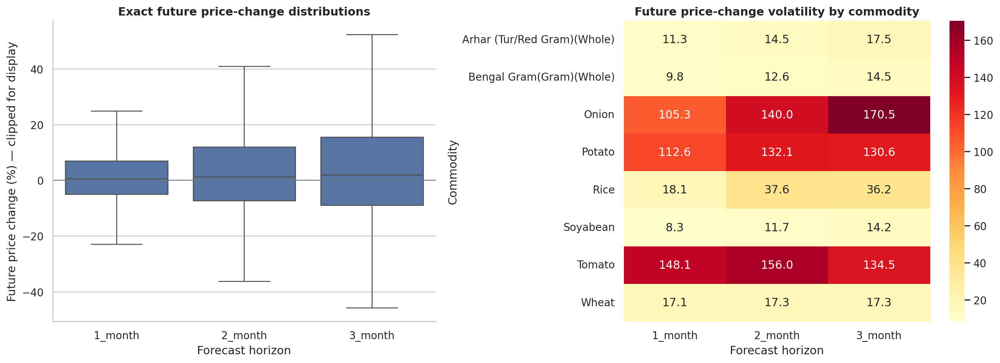 Exact future price-change distributions
Future price change (%) — clipped for display
40
20
0
−20
−40
1_month 2_month 3_month
Forecast horizon
Future price-change volatility by commodity
Commodity
Arhar (Tur/Red Gram)(Whole) 11.3 14.5 17.5
Bengal Gram(Gram)(Whole) 9.8 12.6 14.5
Onion 105.3 140.0 170.5
Potato 112.6 132.1 130.6
Rice 18.1 37.6 36.2
Soyabean 8.3 11.7 14.2
Tomato 148.1 156.0 134.5
Wheat 17.1 17.3 17.3
1_month 2_month 3_month
Forecast horizon
160
140
120
100
80
60
40
20